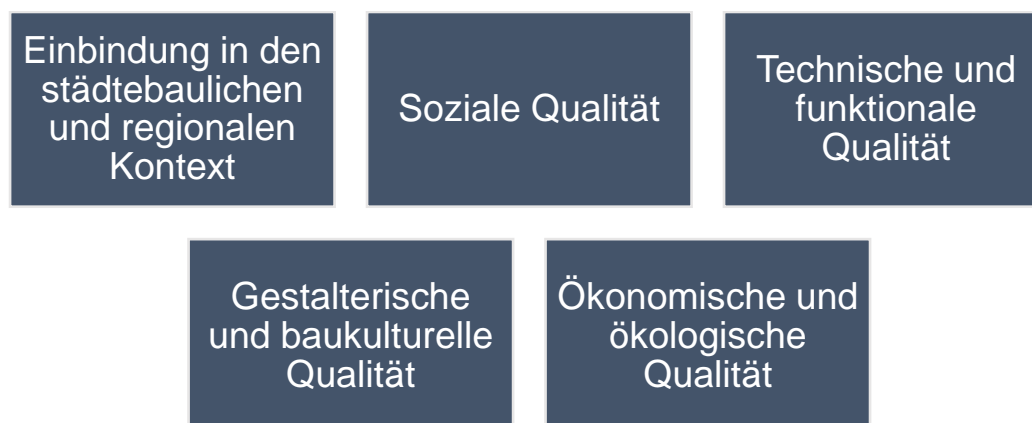 Einbindung in den
städtebaulichen
und regionalen
Kontext
Soziale Qualität
Technische und
funktionale
Qualität
Gestalterische
und baukulturelle
Qualität
Ökonomische und
ökologische
Qualität